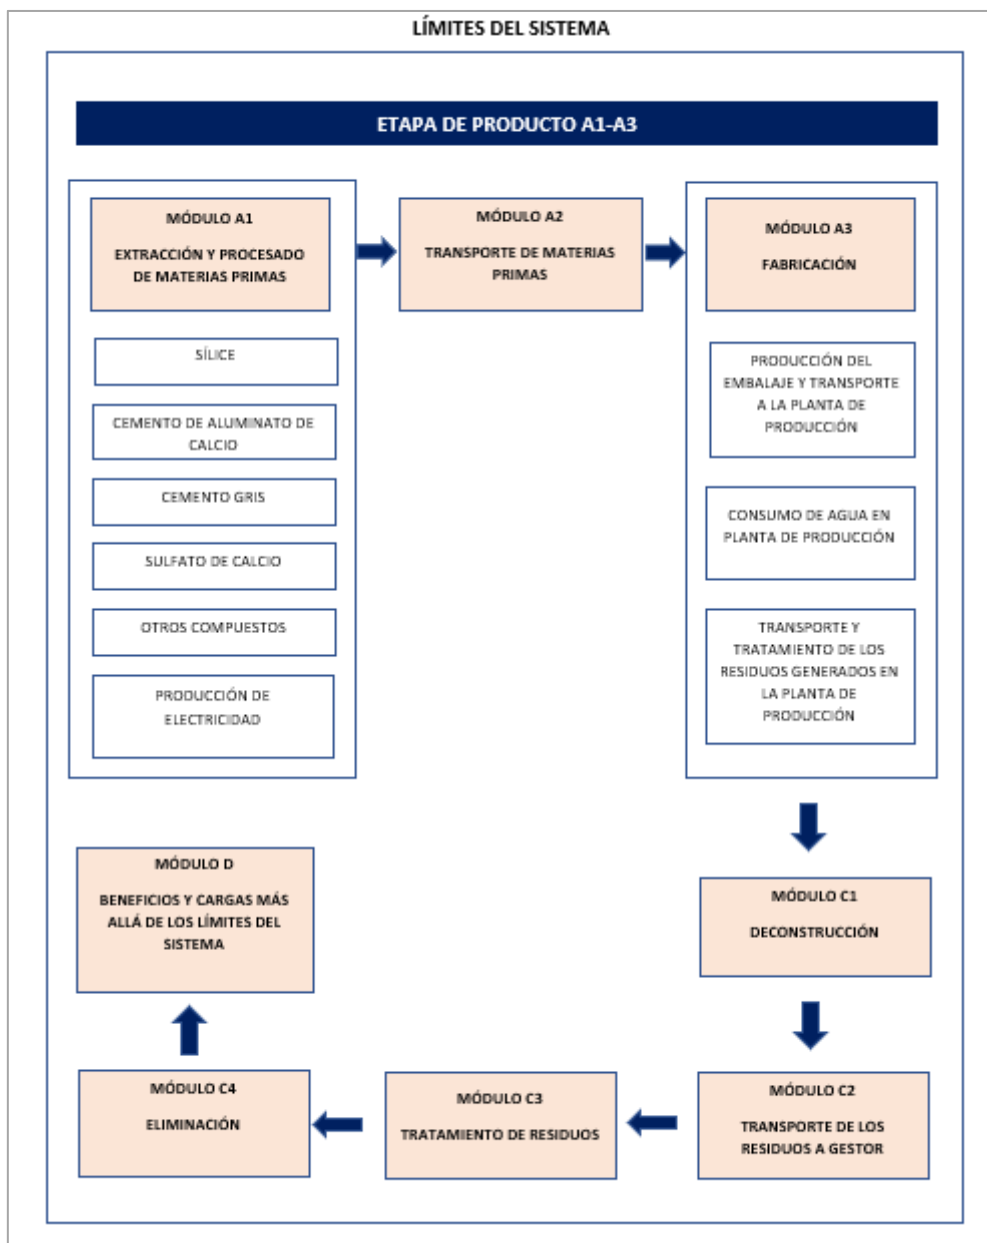 LÍMITES DEL SISTEMA
ETAPA DE PRODUCTO A1-A3
MÓDULO A1
EXTRACCIÓN Y PROCESADO
DE MATERIAS PRIMAS
SÍLICE
CEMENTO DE ALUMINATO DE
CALCIO
CEMENTO GRIS
SULFATO DE CALCIO
OTROS COMPUESTOS
PRODUCCIÓN DE
ELECTRICIDAD
MÓDULO A2
TRANSPORTE DE MATERIAS
PRIMAS
MÓDULO A3
FABRICACIÓN
PRODUCCIÓN DEL
EMBALAJE Y TRANSPORTE
A LA PLANTA DE
PRODUCCIÓN
CONSUMO DE AGUA EN
PLANTA DE PRODUCCIÓN
TRANSPORTE Y
TRATAMIENTO DE LOS
RESIDUOS GENERADOS EN
LA PLANTA DE
PRODUCCIÓN
MÓDULO C1
DECONSTRUCCIÓN
MÓDULO C2
TRANSPORTE DE LOS
RESIDUOS A GESTOR
MÓDULO C3
TRATAMIENTO DE RESIDUOS
MÓDULO C4
ELIMINACIÓN
MÓDULO D
BENEFICIOS Y CARGAS MÁS
ALLÁ DE LOS LÍMITES DEL
SISTEMA